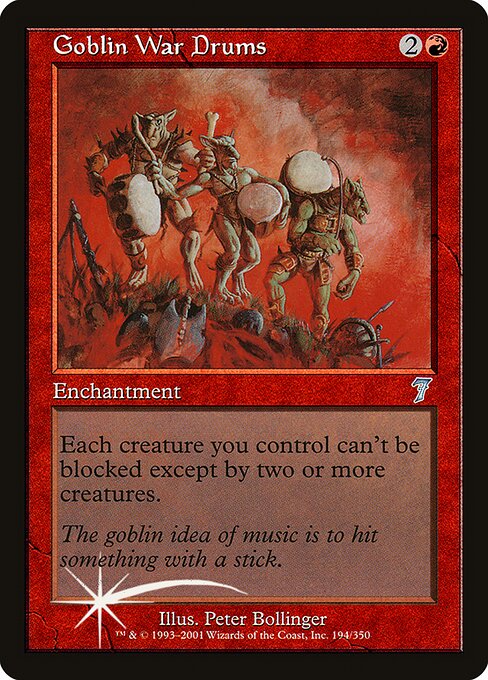 Goblin War Drums 2
Enchantment 7
Each creature you control can't be
blocked except by two or more
creatures.
The goblin idea of music is to hit
something with a stick.
Illus. Peter Bollinger
™ & © 1993–2001 Wizards of the Coast, Inc. 194/350